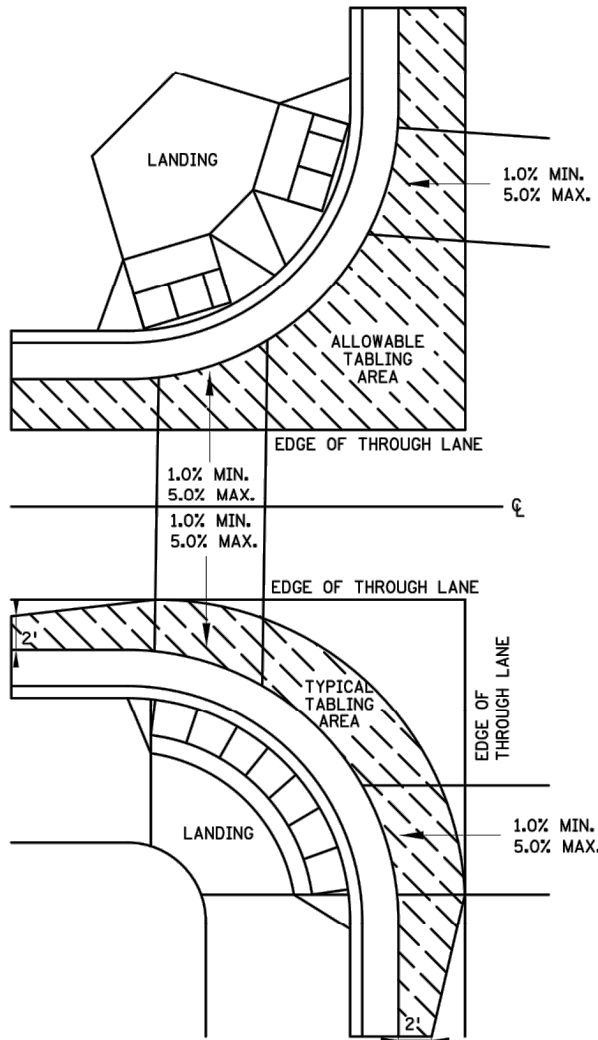 LANDING
1.0% MIN.
5.0% MAX.
ALLOWABLE
TABLING
AREA
EDGE OF THROUGH LANE
1.0% MIN.
5.0% MAX.
℄
1.0% MIN.
5.0% MAX.
EDGE OF THROUGH LANE
2'
EDGE OF
THROUGH LANE
TYPICAL
TABLING
AREA
LANDING
1.0% MIN.
5.0% MAX.
2'